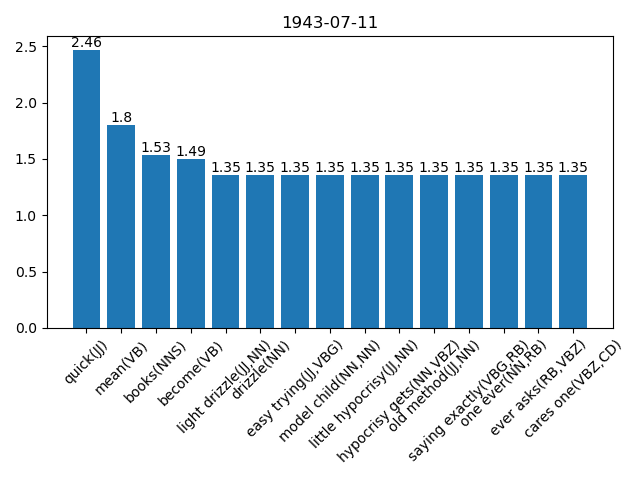 1943-07-11
2.5
2.0
1.5
1.0
0.5
0.0
2.46
1.8
1.53
1.49
1.35
1.35
1.35
1.35
1.35
1.35
1.35
1.35
1.35
1.35
1.35
quick(JJ)
mean(VB)
books(NNS)
become(VB)
light drizzle(JJ,NN)
drizzle(NN)
easy trying(JJ,VBG)
model child(NN,NN)
little hypocrisy(JJ,NN)
hypocrisy gets(NN,VBZ)
old method(JJ,NN)
saying exactly(VBG,RB)
one ever(NN,RB)
ever asks(RB,VBZ)
cares one(VBZ,CD)